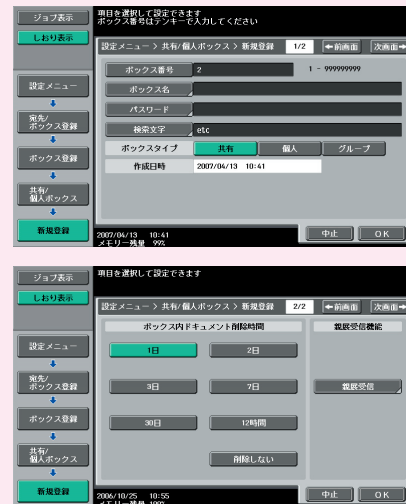 ジョブ表示
項目を選択して設定できます
ボックス番号はテンキーで入力してください
しおり表示
設定メニュー > 共有/個人ボックス > 新規登録 1/2 ←前画面 次画面→
ボックス番号 2 1 - 999999999
設定メニュー
ボックス名
宛先/
ボックス登録
パスワード
検索文字 etc
ボックス登録
ボックスタイプ 共有 個人 グループ
作成日時 2007/04/13 10:41
共有/
個人ボックス
新規登録
2007/04/13 10:41
メモリー残量 99%
中止 OK
ジョブ表示
項目を選択して設定できます
しおり表示
設定メニュー > 共有/個人ボックス > 新規登録 2/2 ←前画面 次画面→
ボックス内ドキュメント削除時間 親展受信機能
設定メニュー
1日 2日
宛先/
ボックス登録
3日 7日 親展受信
ボックス登録
30日 12時間
共有/
個人ボックス
削除しない
新規登録
2006/10/25 10:55
メモリー残量 100%
中止 OK